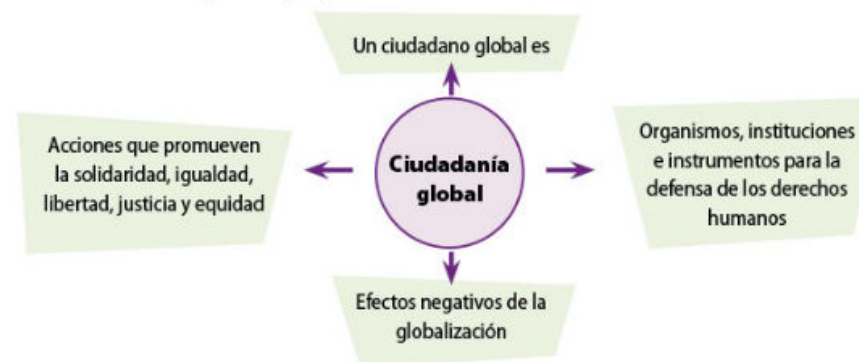 Un ciudadano global es
Acciones que promueven
la solidaridad, igualdad,
libertad, justicia y equidad
Ciudadanía
global
Organismos, instituciones
e instrumentos para la
defensa de los derechos
humanos
Efectos negativos de la
globalización